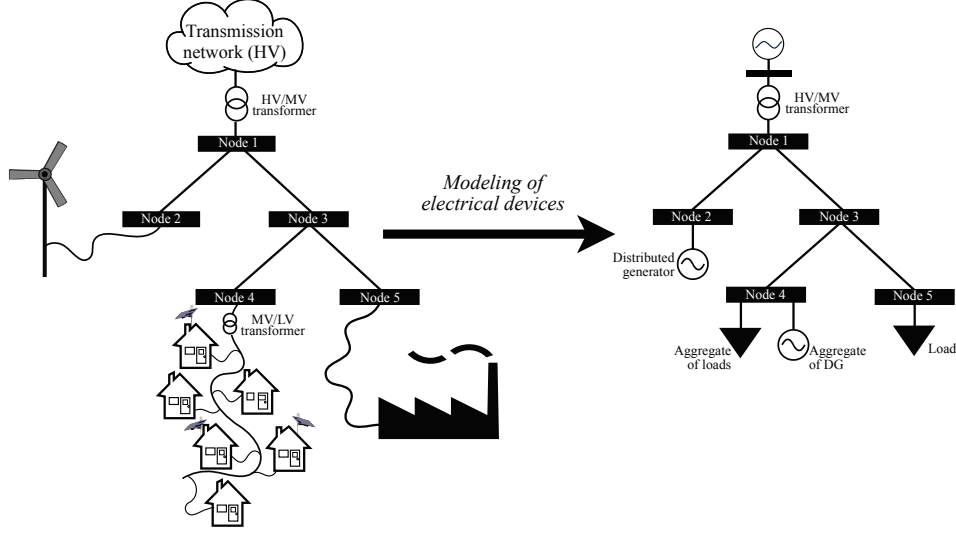 Transmission
network (HV)
HV/MV
transformer
Node 1
Node 2
Node 3
Node 4
Node 5
MV/LV
transformer
Modeling of
electrical devices
HV/MV
transformer
Node 1
Node 2
Node 3
Distributed
generator
Node 4
Node 5
Aggregate
of loads
Aggregate
of DG
Load